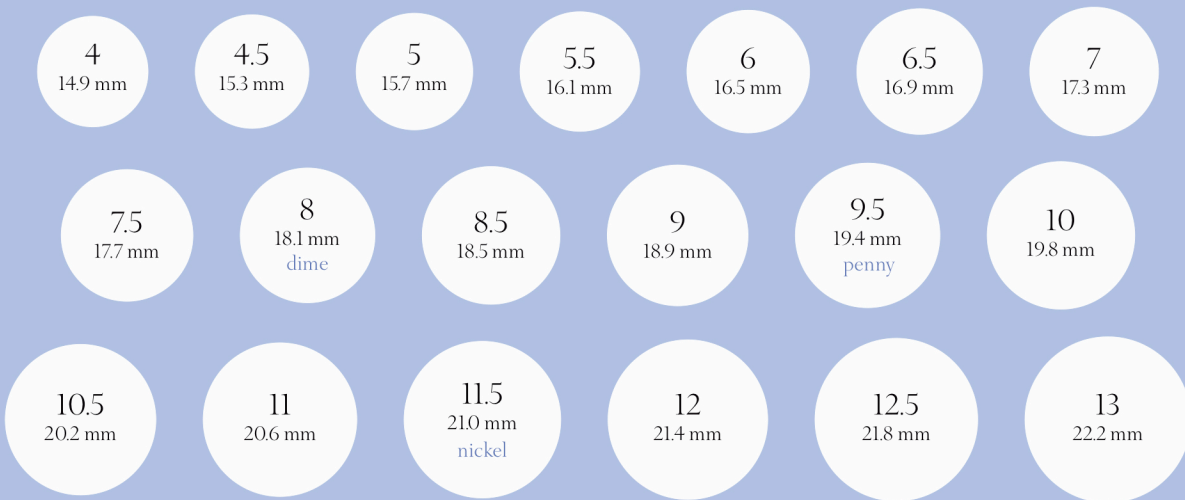 4
14.9 mm
4.5
15.3 mm
5
15.7 mm
5.5
16.1 mm
6
16.5 mm
6.5
16.9 mm
7
17.3 mm
7.5
17.7 mm
8
18.1 mm
dime
8.5
18.5 mm
9
18.9 mm
9.5
19.4 mm
penny
10
19.8 mm
10.5
20.2 mm
11
20.6 mm
11.5
21.0 mm
nickel
12
21.4 mm
12.5
21.8 mm
13
22.2 mm